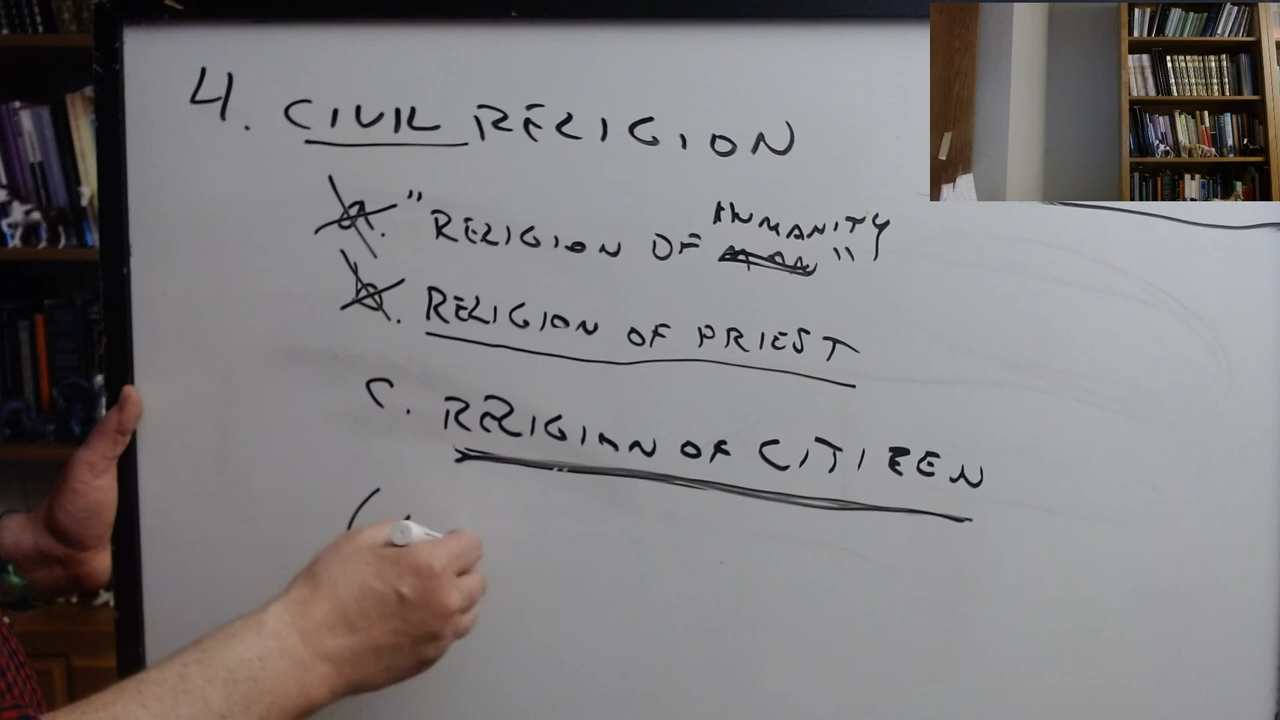 4. CIVIL RELIGION
a. "RELIGION OF HUMANITY"
b. RELIGION OF PRIEST
C. RELIGION OF CITIZEN
(